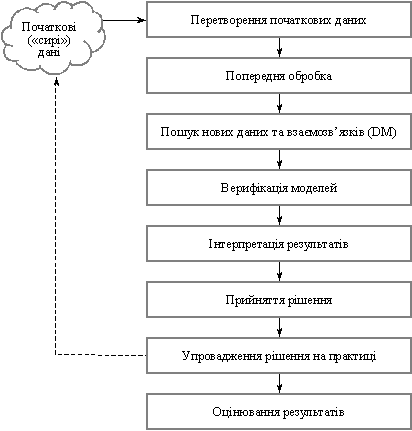 Початкові
(«сирі»)
дані
Перетворення початкових даних
Попередня обробка
Пошук нових даних та взаємозв’язків (DM)
Верифікація моделей
Інтерпретація результатів
Прийняття рішення
Упровадження рішення на практиці
Оцінювання результатів